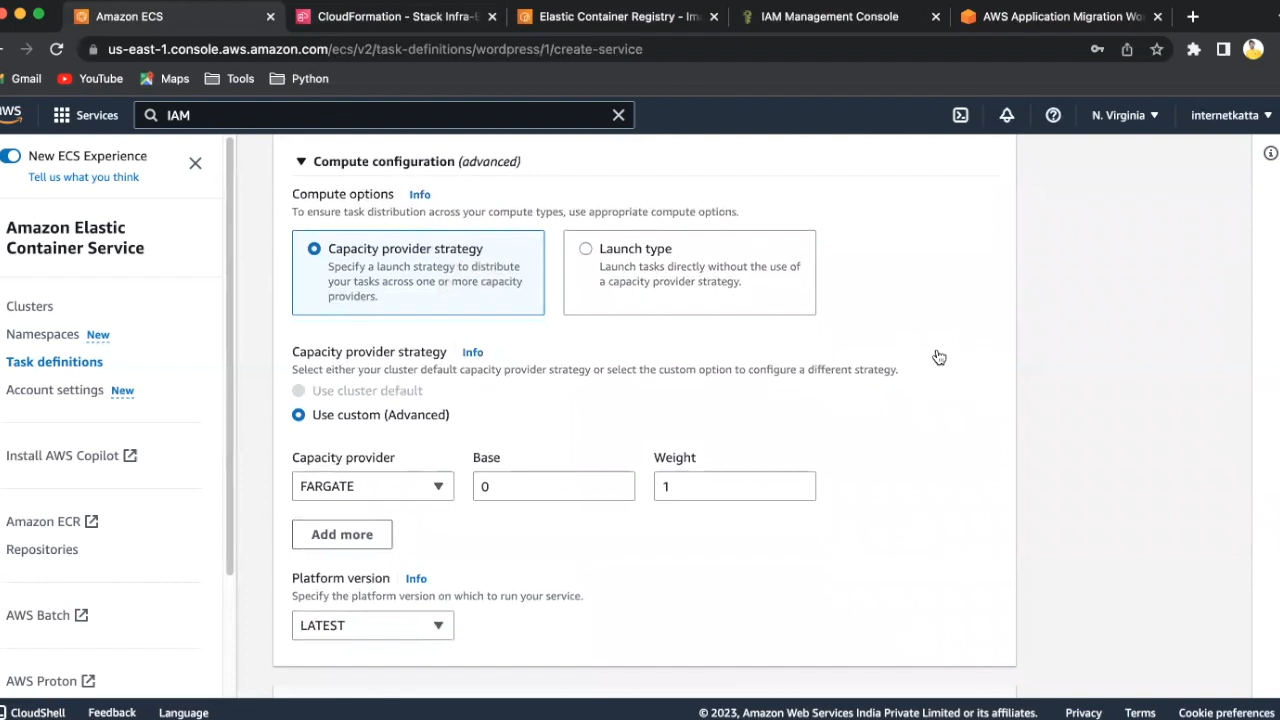 Amazon ECS
CloudFormation - Stack Infra-E
Elastic Container Registry - Im
IAM Management Console
AWS Application Migration Wo
us-east-1.console.aws.amazon.com/ecs/v2/task-definitions/wordpress/1/create-service
Gmail
YouTube
Maps
Tools
Python
aws
Services
IAM
N. Virginia
internetkatta
New ECS Experience
Tell us what you think
Amazon Elastic
Container Service
Clusters
Namespaces New
Task definitions
Account settings New
Install AWS Copilot
Amazon ECR
Repositories
AWS Batch
AWS Proton
Compute configuration (advanced)
Compute options Info
To ensure task distribution across your compute types, use appropriate compute options.
Capacity provider strategy
Specify a launch strategy to distribute
your tasks across one or more capacity
providers.
Launch type
Launch tasks directly without the use of
a capacity provider strategy.
Capacity provider strategy Info
Select either your cluster default capacity provider strategy or select the custom option to configure a different strategy.
Use cluster default
Use custom (Advanced)
Capacity provider Base Weight
FARGATE 0 1
Add more
Platform version Info
Specify the platform version on which to run your service.
LATEST
CloudShell
Feedback
Language
© 2023, Amazon Web Services India Private Limited or its affiliates.
Privacy
Terms
Cookie preferences